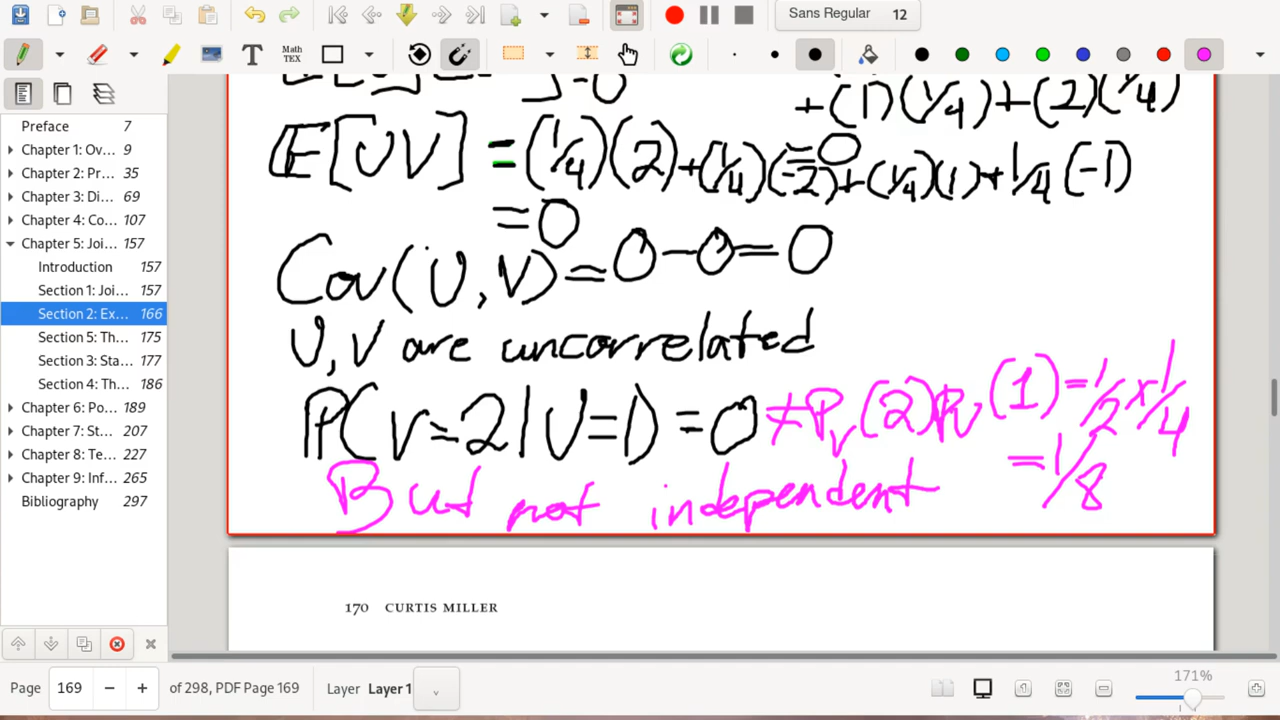 Sans Regular 12
Math
TEX
Preface 7
Chapter 1: Ov... 9
Chapter 2: Pr... 35
Chapter 3: Di... 69
Chapter 4: Co... 107
Chapter 5: Joi... 157
Introduction 157
Section 1: Joi... 157
Section 2: Ex... 166
Section 5: Th... 175
Section 3: Sta... 177
Section 4: Th... 186
Chapter 6: Po... 189
Chapter 7: St... 207
Chapter 8: Te... 227
Chapter 9: Inf... 265
Bibliography 297
+(1)(1/4)+(2)(1/4)
=0
E[UV] =(1/4)(2)+(1/4)(-2)+(1/4)(1)+1/4(-1)
=0
Cov(U,V)=0-0=0
U,V are uncorrelated
P(V=2|U=1)=0≠P_V(2)P_U(1)=1/2×1/4
=1/8
But not independent
170 CURTIS MILLER
Page 169 of 298, PDF Page 169 Layer Layer 1 171%